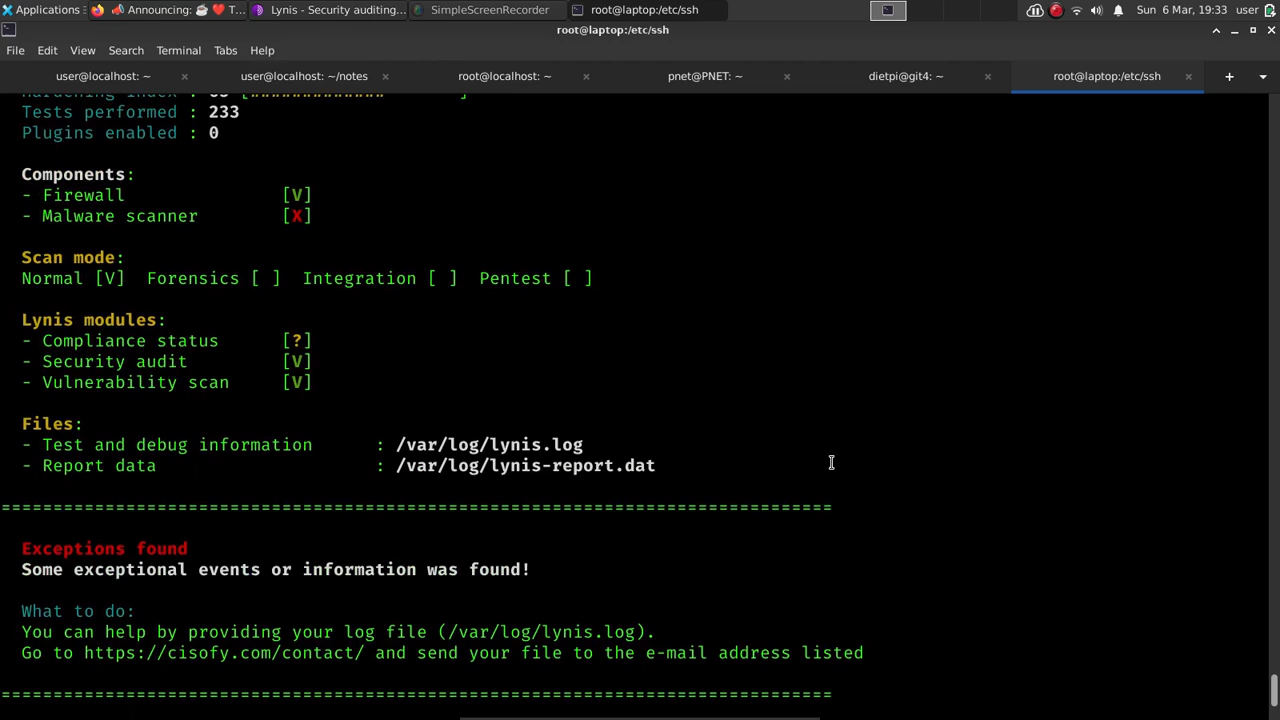 Applications
📣 Announcing: ☕ ❤ T...
Lynis - Security auditing...
SimpleScreenRecorder
root@laptop:/etc/ssh
Sun 6 Mar, 19:33 user
root@laptop:/etc/ssh
File Edit View Search Terminal Tabs Help
user@localhost: ~ × user@localhost: ~/notes × root@localhost: ~ × pnet@PNET: ~ × dietpi@git4: ~ × root@laptop:/etc/ssh ×
Hardening index : [############# ]
Tests performed : 233
Plugins enabled : 0
Components:
- Firewall [V]
- Malware scanner [X]
Scan mode:
Normal [V] Forensics [ ] Integration [ ] Pentest [ ]
Lynis modules:
- Compliance status [?]
- Security audit [V]
- Vulnerability scan [V]
Files:
- Test and debug information : /var/log/lynis.log
- Report data : /var/log/lynis-report.dat
================================================================================
Exceptions found
Some exceptional events or information was found!
What to do:
You can help by providing your log file (/var/log/lynis.log).
Go to https://cisofy.com/contact/ and send your file to the e-mail address listed
================================================================================